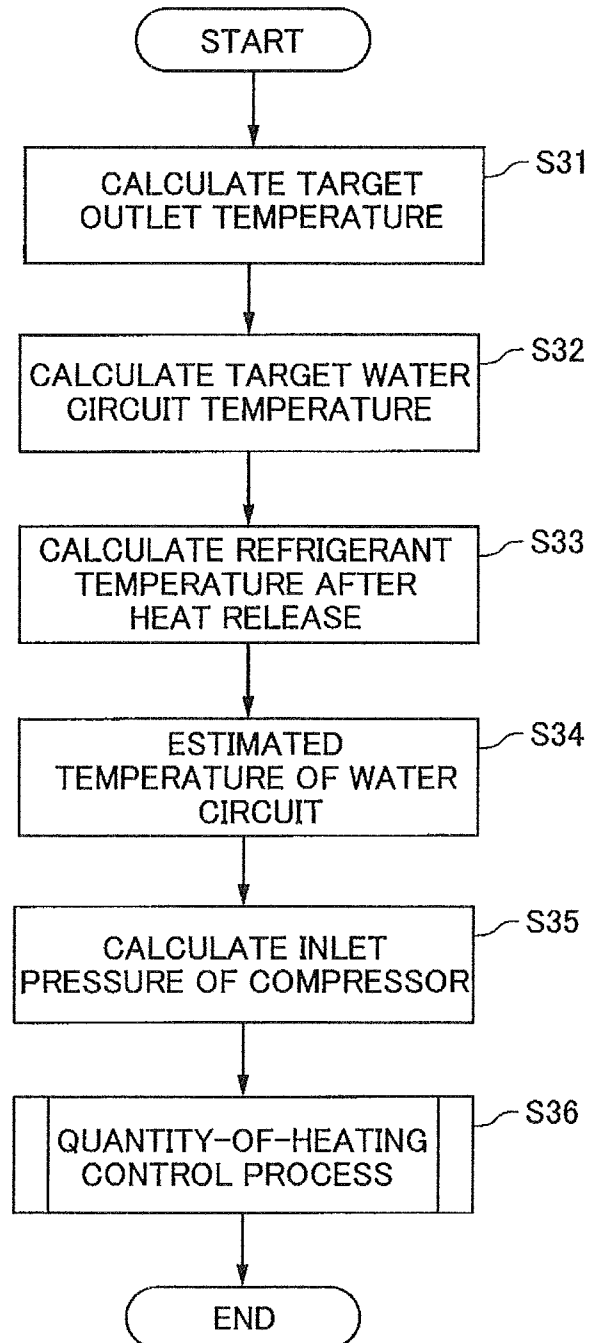 START
CALCULATE TARGET
OUTLET TEMPERATURE
S31
CALCULATE TARGET WATER
CIRCUIT TEMPERATURE
S32
CALCULATE REFRIGERANT
TEMPERATURE AFTER
HEAT RELEASE
S33
ESTIMATED
TEMPERATURE OF WATER
CIRCUIT
S34
CALCULATE INLET
PRESSURE OF COMPRESSOR
S35
QUANTITY-OF-HEATING
CONTROL PROCESS
S36
END